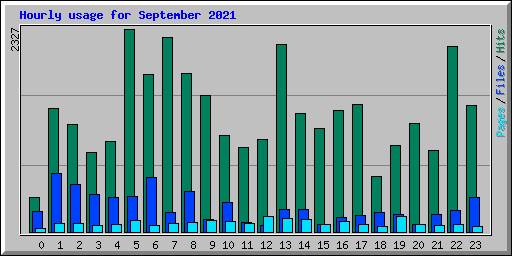 Hourly usage for September 2021
2327
Pages/Files/Hits
0 1 2 3 4 5 6 7 8 9 10 11 12 13 14 15 16 17 18 19 20 21 22 23